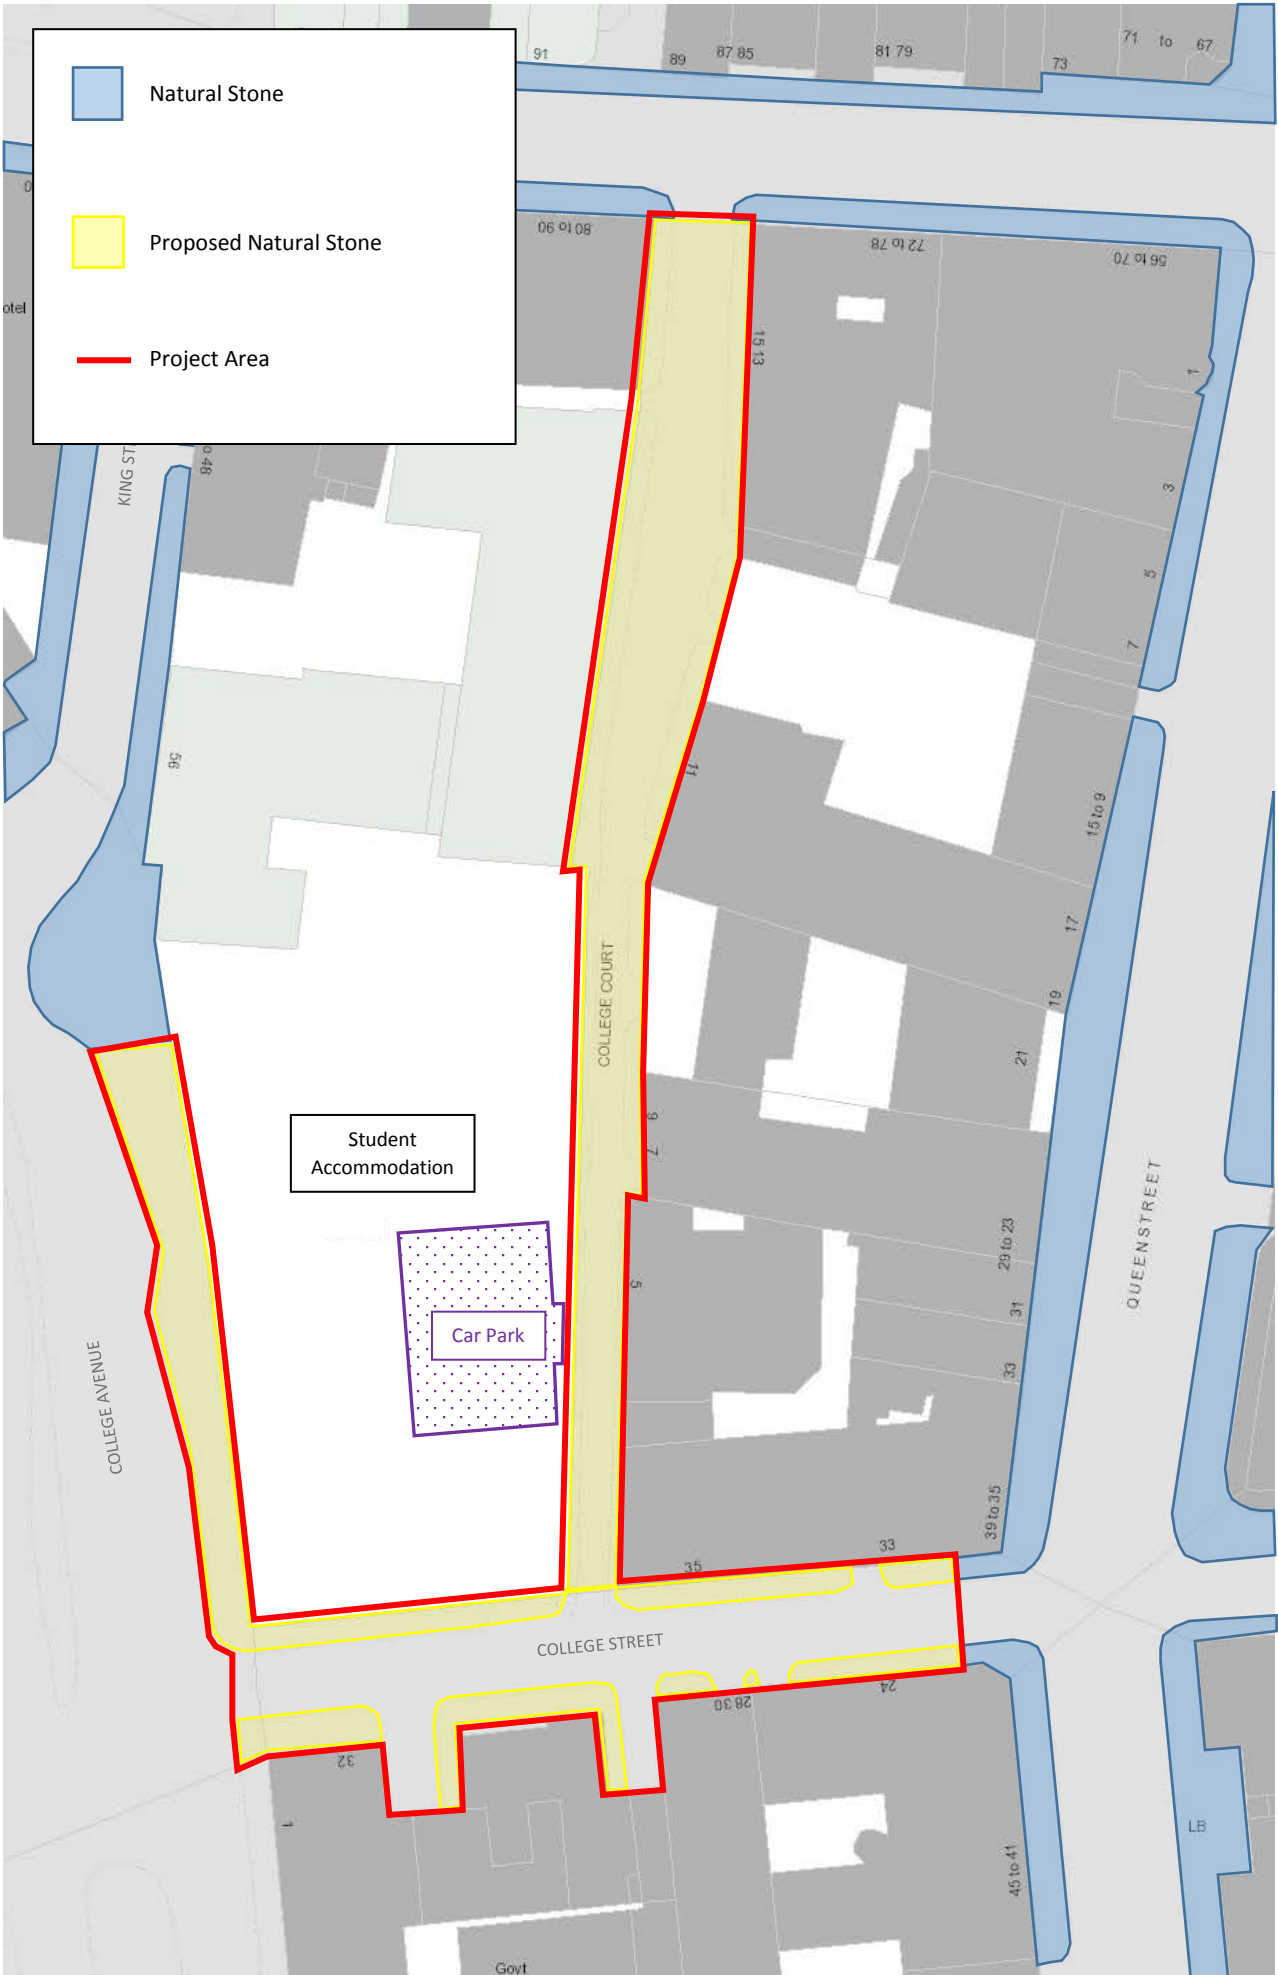 Natural Stone
Proposed Natural Stone
Project Area
91
89
87 85
81 79
73
71 to 67
0
80 to 90
72 to 78
56 to 70
otel
15 13
1
KING ST
o 48
3
5
7
56
11
15 to 9
17
COLLEGE COURT
19
21
9
7
Student
Accommodation
QUEEN STREET
29 to 23
5
31
Car Park
33
COLLEGE AVENUE
39 to 35
33
35
COLLEGE STREET
24
28 30
32
1
LB
45 to 41
Govt